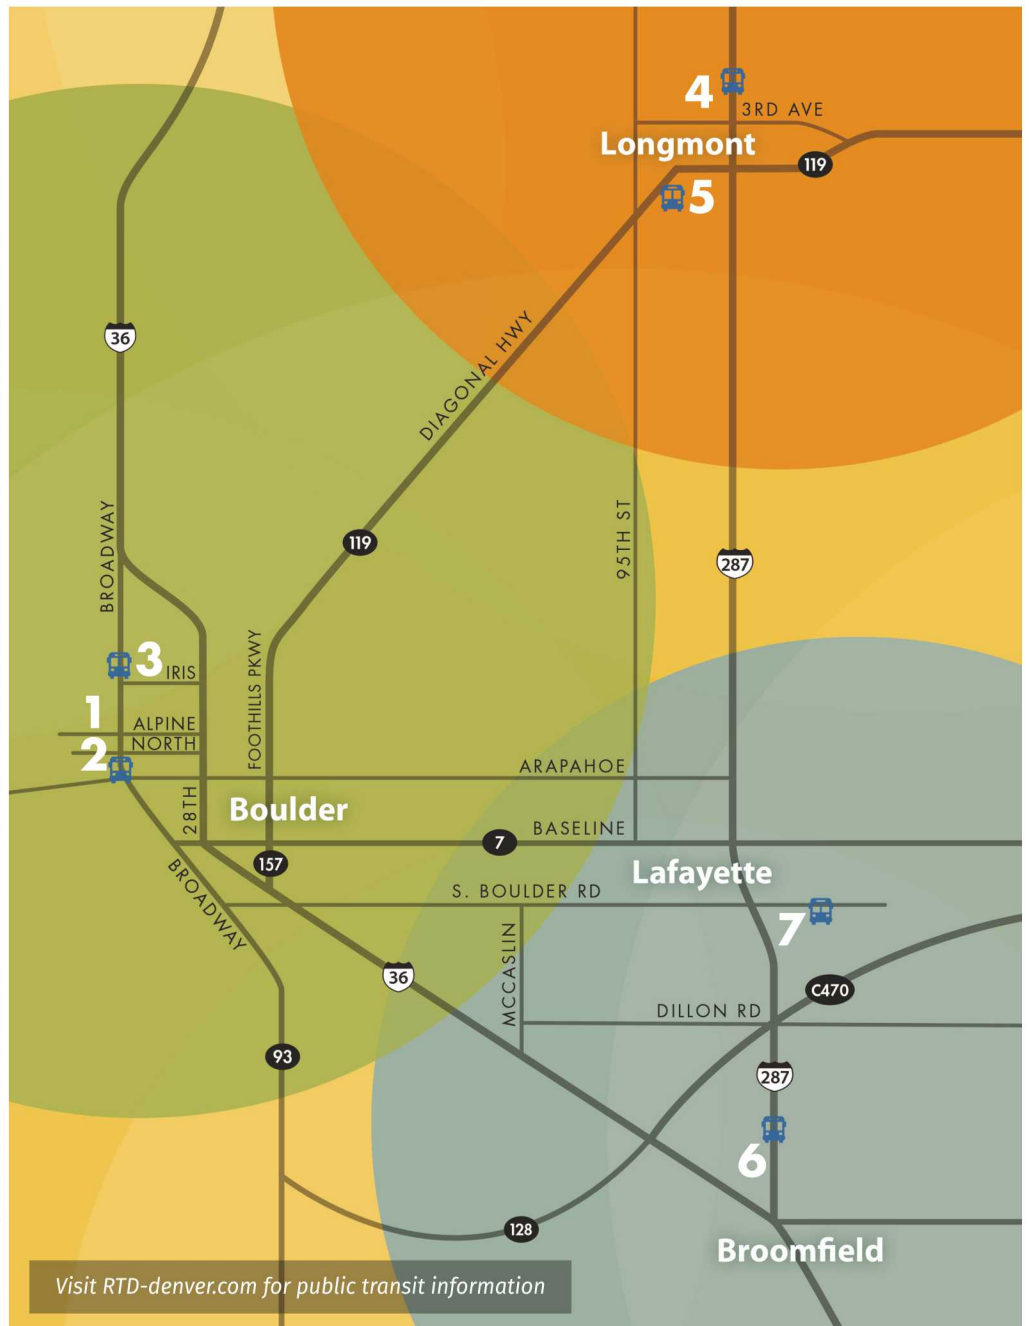 4
3RD AVE
Longmont
119
5
36
DIAGONAL HWY
119
95TH ST
287
BROADWAY
3
IRIS
FOOTHILLS PKWY
1
ALPINE
NORTH
2
ARAPAHOE
28TH
Boulder
BASELINE
7
157
Lafayette
S. BOULDER RD
BROADWAY
7
MCCASLIN
36
C470
DILLON RD
93
287
6
128
Broomfield
Visit RTD-denver.com for public transit information